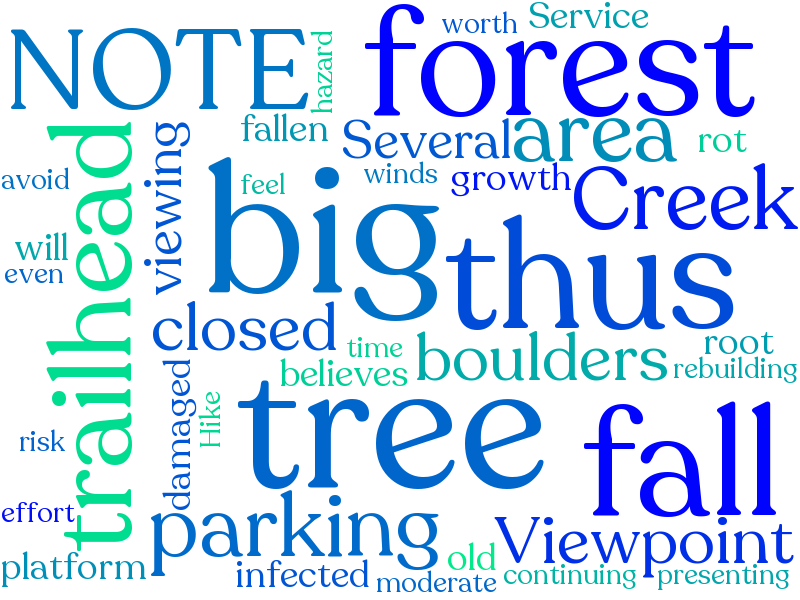 NOTE
hazard
forest
worth
Service
fallen
Several
area
rot
avoid
trailhead
viewing
feel
big
winds
growth
Creek
will
even
thus
closed
time
believes
boulders
root
rebuilding
damaged
Hike
tree
risk
fall
effort
parking
Viewpoint
platform
infected
old
moderate
continuing
presenting